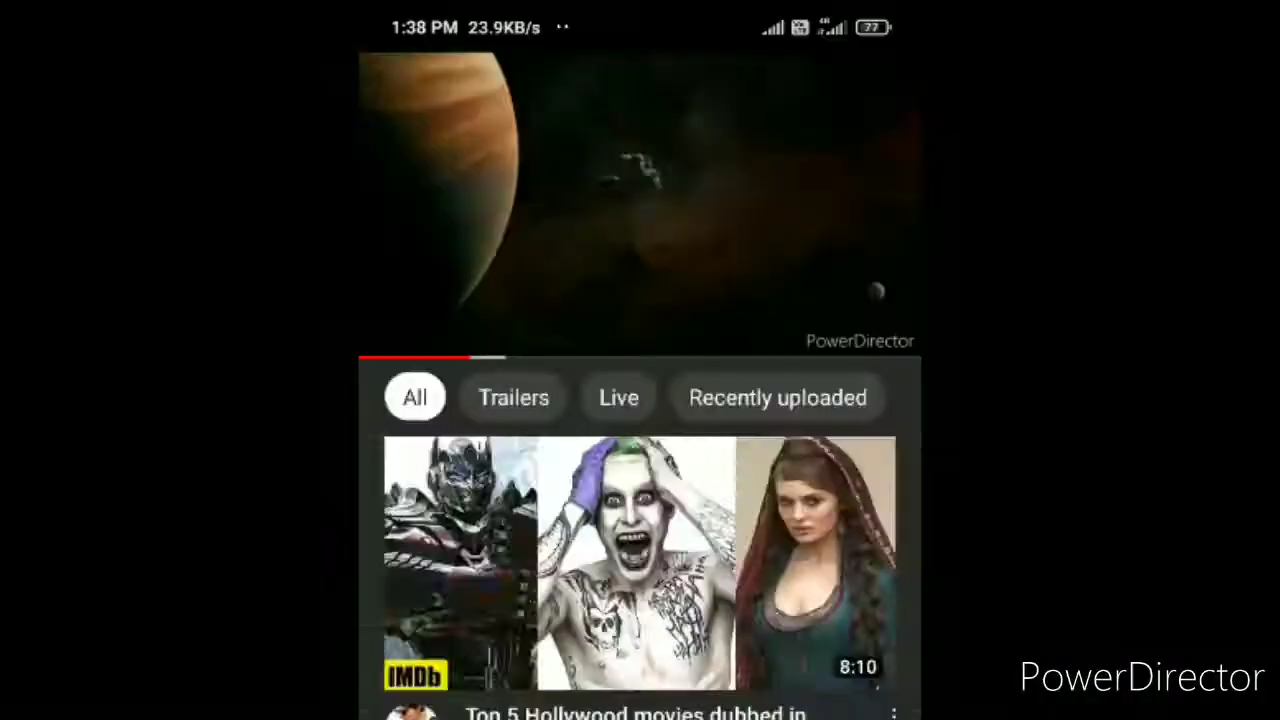 1:38 PM 23.9KB/s
4G
77
PowerDirector
All Trailers Live Recently uploaded
IMDb
8:10
Top 5 Hollywood movies dubbed in
PowerDirector